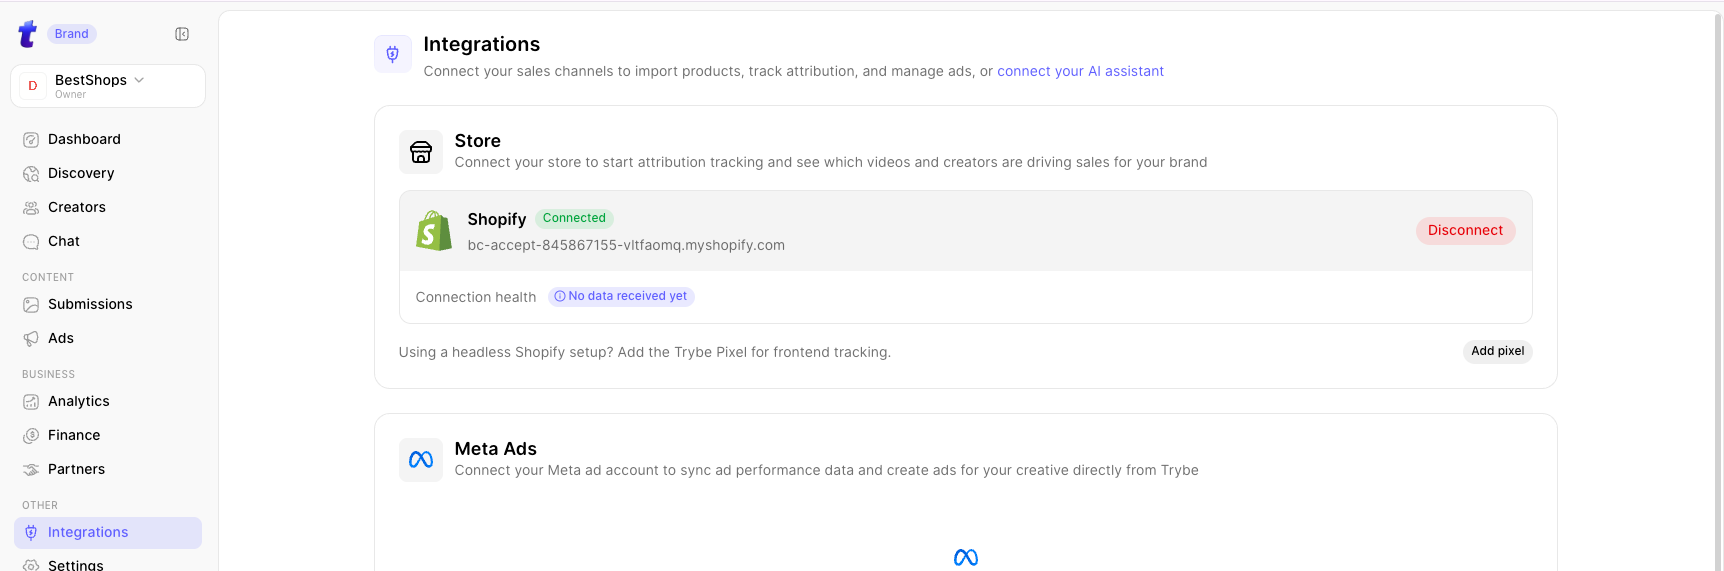 Brand
D
BestShops
Owner
Dashboard
Discovery
Creators
Chat
CONTENT
Submissions
Ads
BUSINESS
Analytics
Finance
Partners
OTHER
Integrations
Settings
Integrations
Connect your sales channels to import products, track attribution, and manage ads, or connect your AI assistant
Store
Connect your store to start attribution tracking and see which videos and creators are driving sales for your brand
Shopify Connected
bc-accept-845867155-vltfaomq.myshopify.com
Disconnect
Connection health No data received yet
Using a headless Shopify setup? Add the Trybe Pixel for frontend tracking.
Add pixel
Meta Ads
Connect your Meta ad account to sync ad performance data and create ads for your creative directly from Trybe